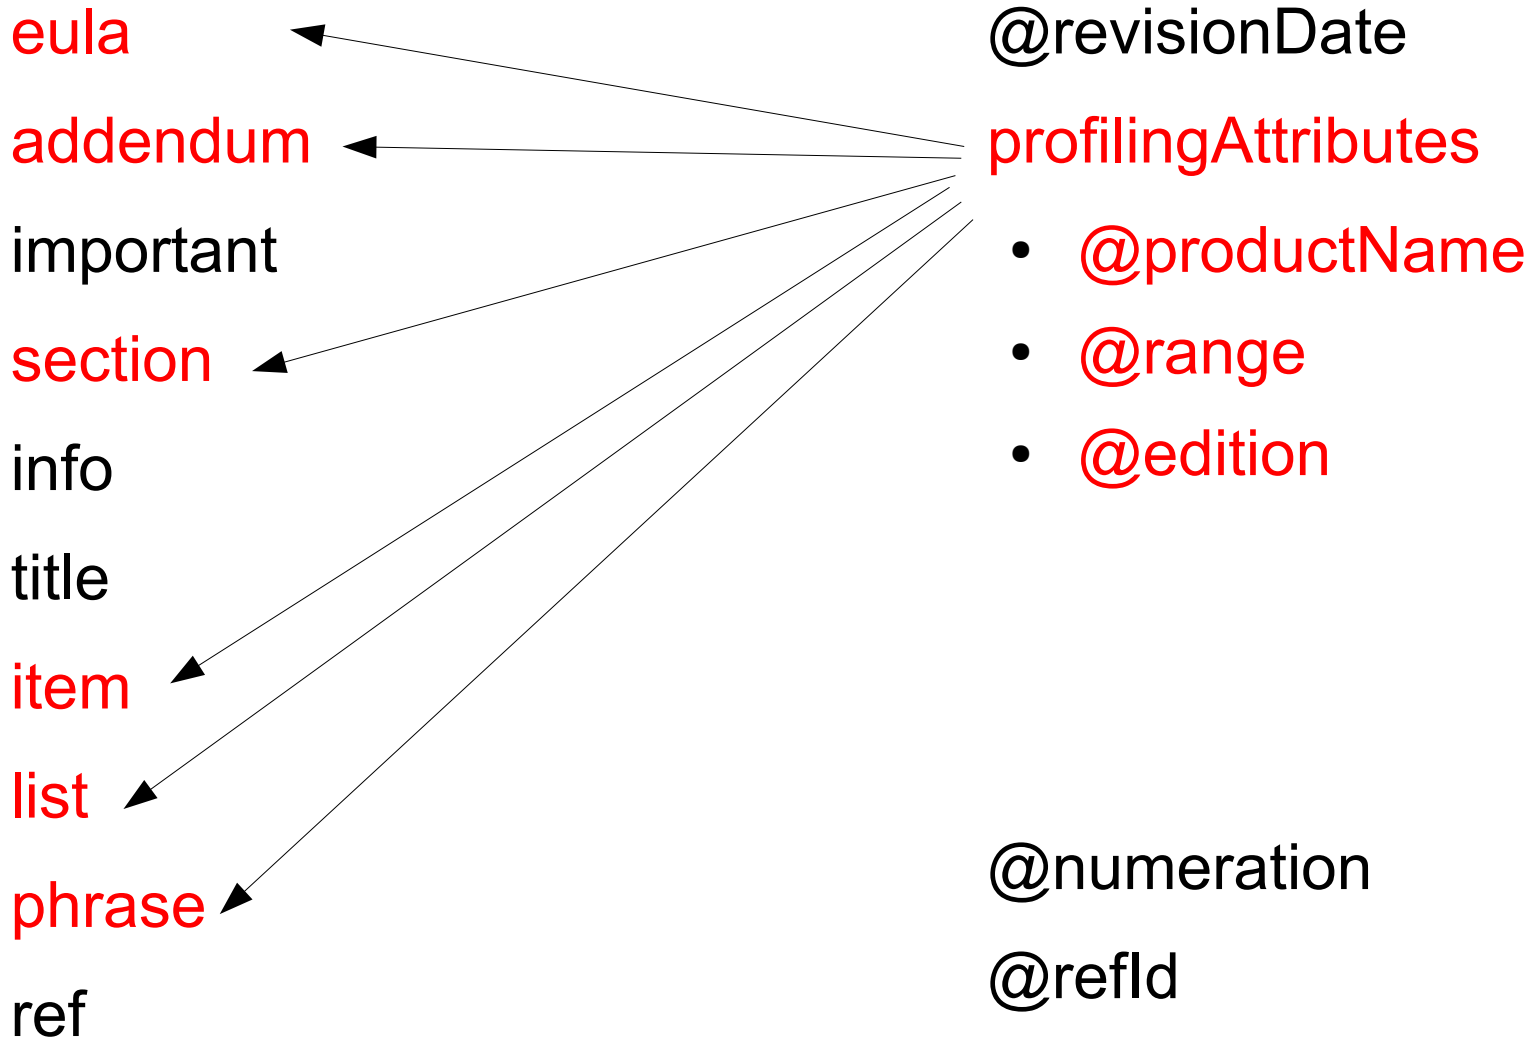 eula
addendum
important
section
info
title
item
list
phrase
ref
@revisionDate
profilingAttributes
• @productName
• @range
• @edition
@numeration
@refId